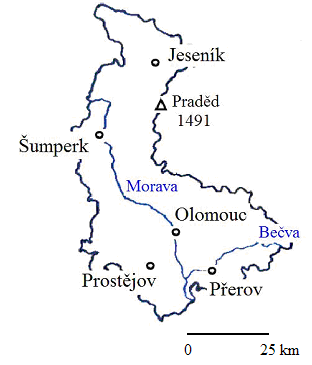 Jeseník
Praděd
1491
Šumperk
Morava
Olomouc
Bečva
Prostějov
Přerov
0 25 km